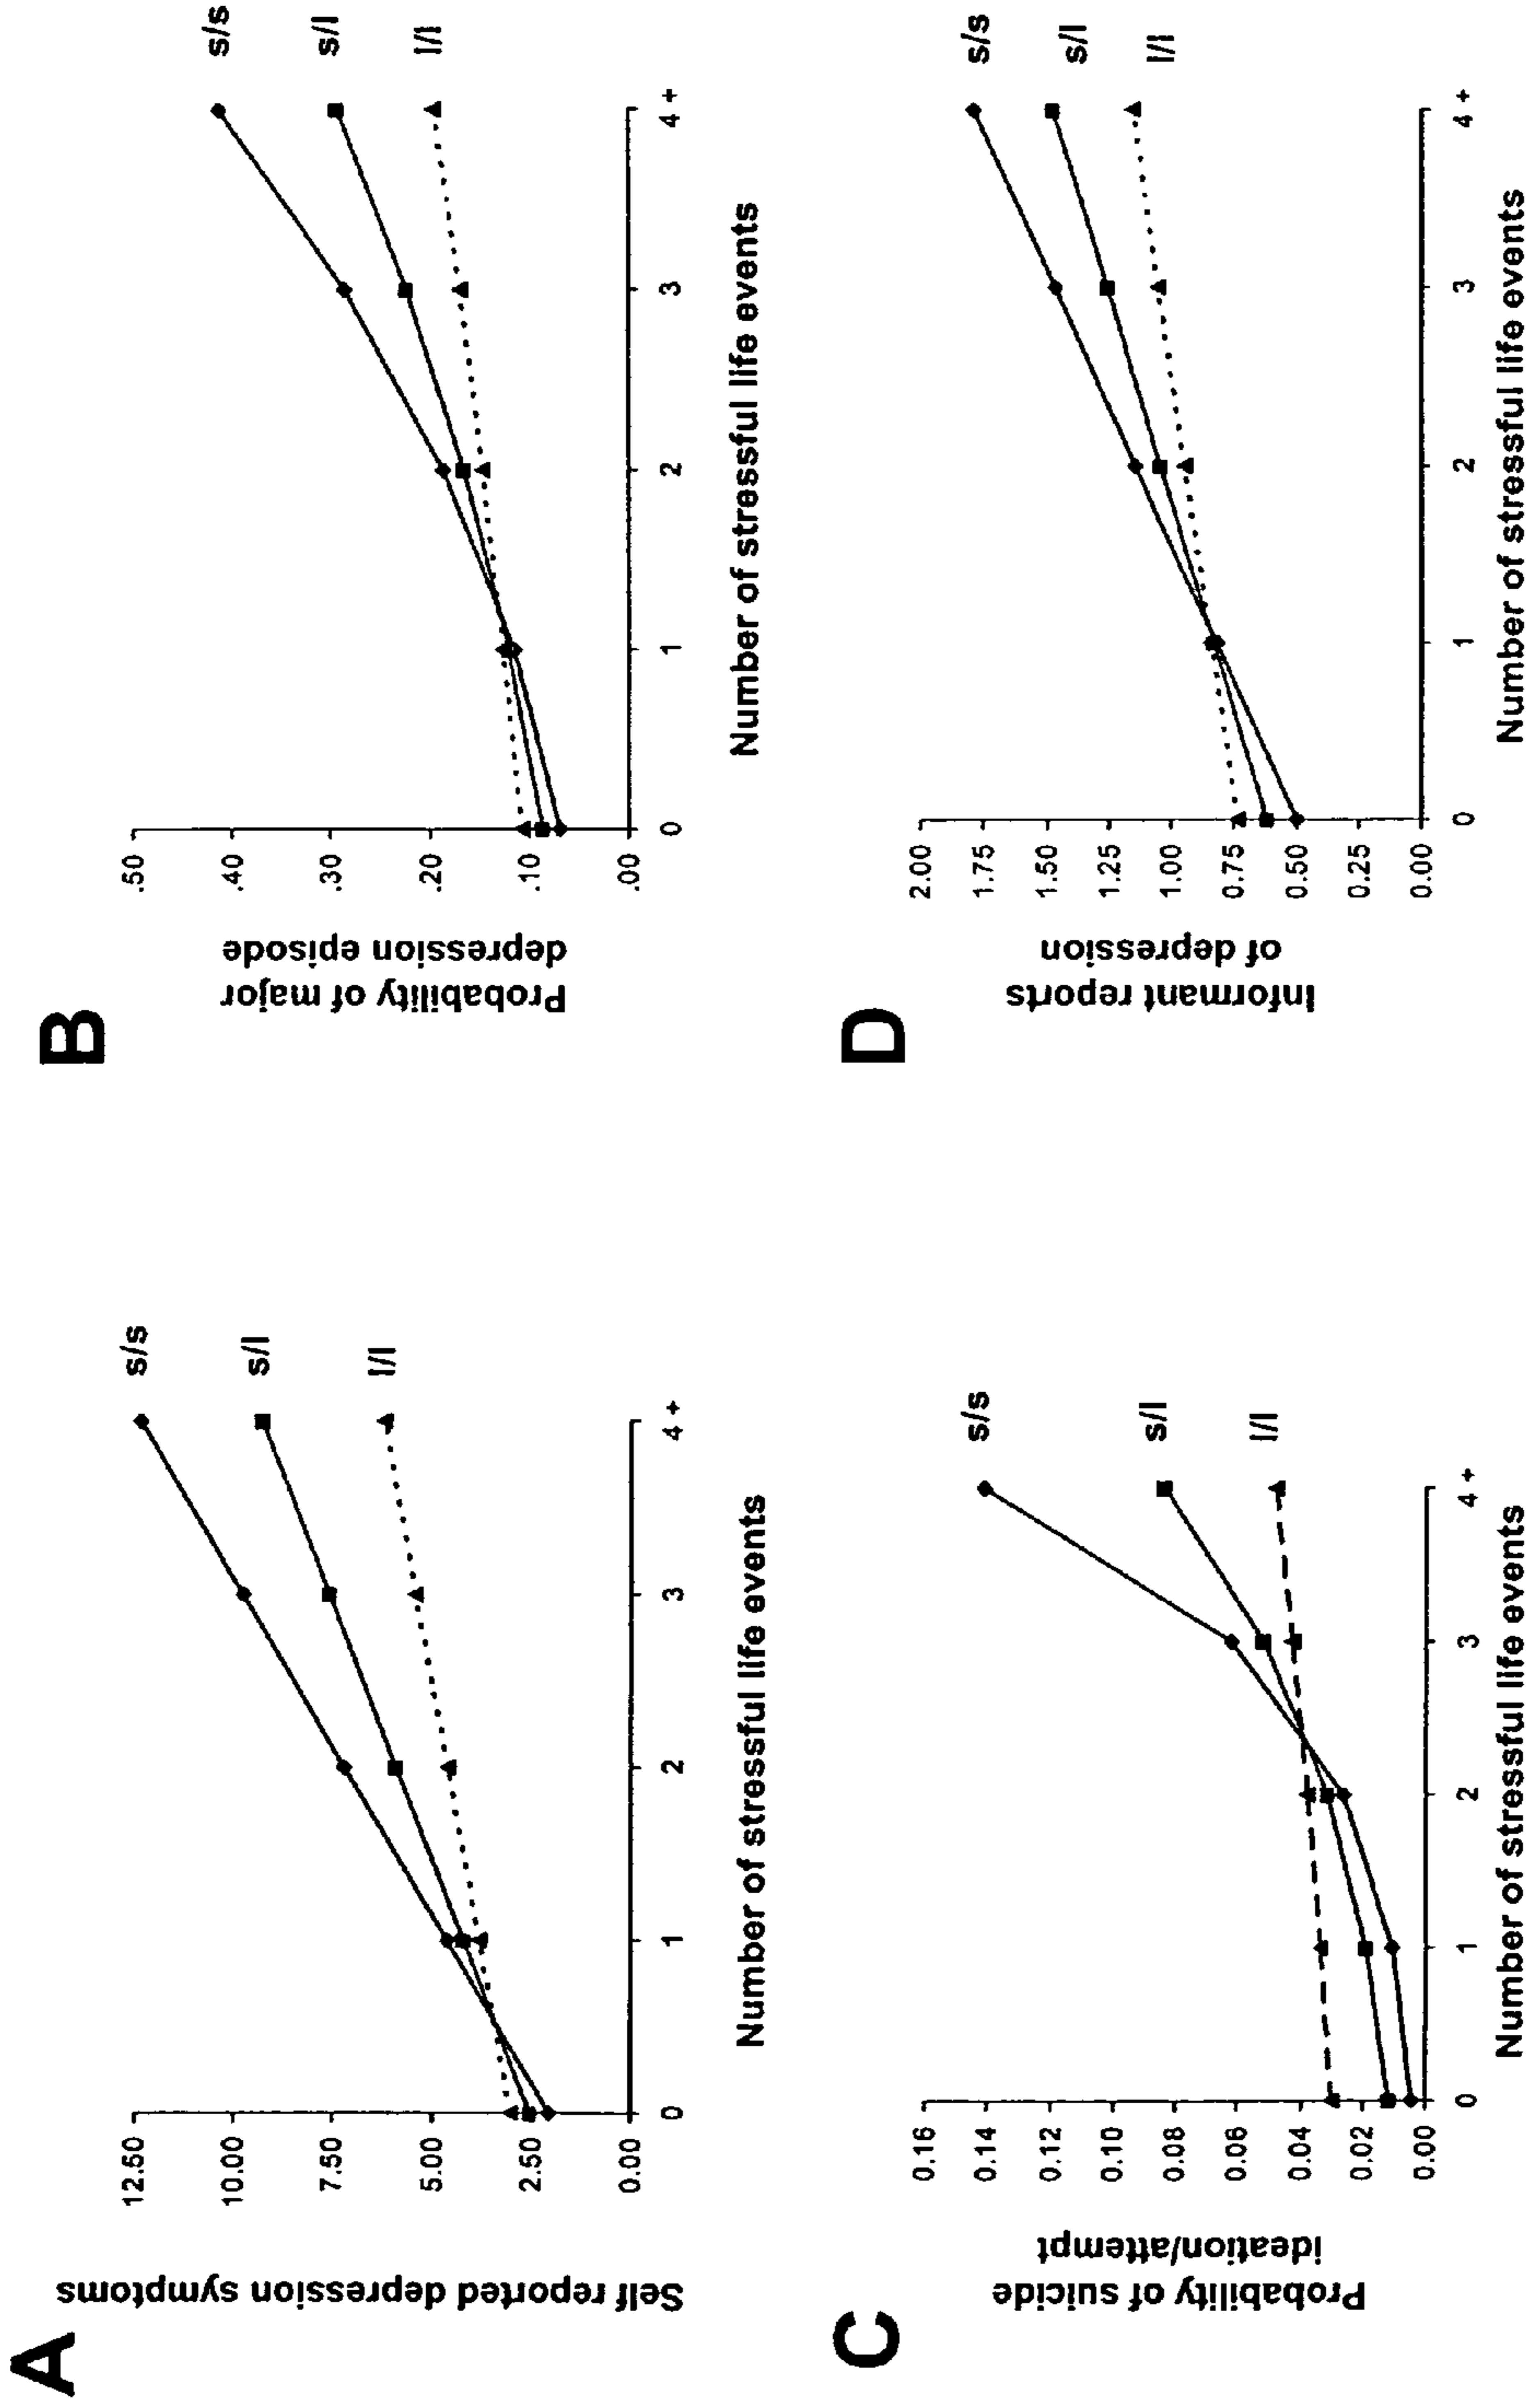 A
Self reported depression symptoms
12.50
10.00
7.50
5.00
2.50
0.00
0 1 2 3 4 +
Number of stressful life events
s/s
s/l
l/l
B
Probability of major
depression episode
.50
.40
.30
.20
.10
.00
0 1 2 3 4 +
Number of stressful life events
s/s
s/l
l/l
C
Probability of suicide
ideation/attempt
0.16
0.14
0.12
0.10
0.08
0.06
0.04
0.02
0.00
0 1 2 3 4 +
Number of stressful life events
s/s
s/l
l/l
D
Informant reports
of depression
2.00
1.75
1.50
1.25
1.00
0.75
0.50
0.25
0.00
0 1 2 3 4 +
Number of stressful life events
s/s
s/l
l/l